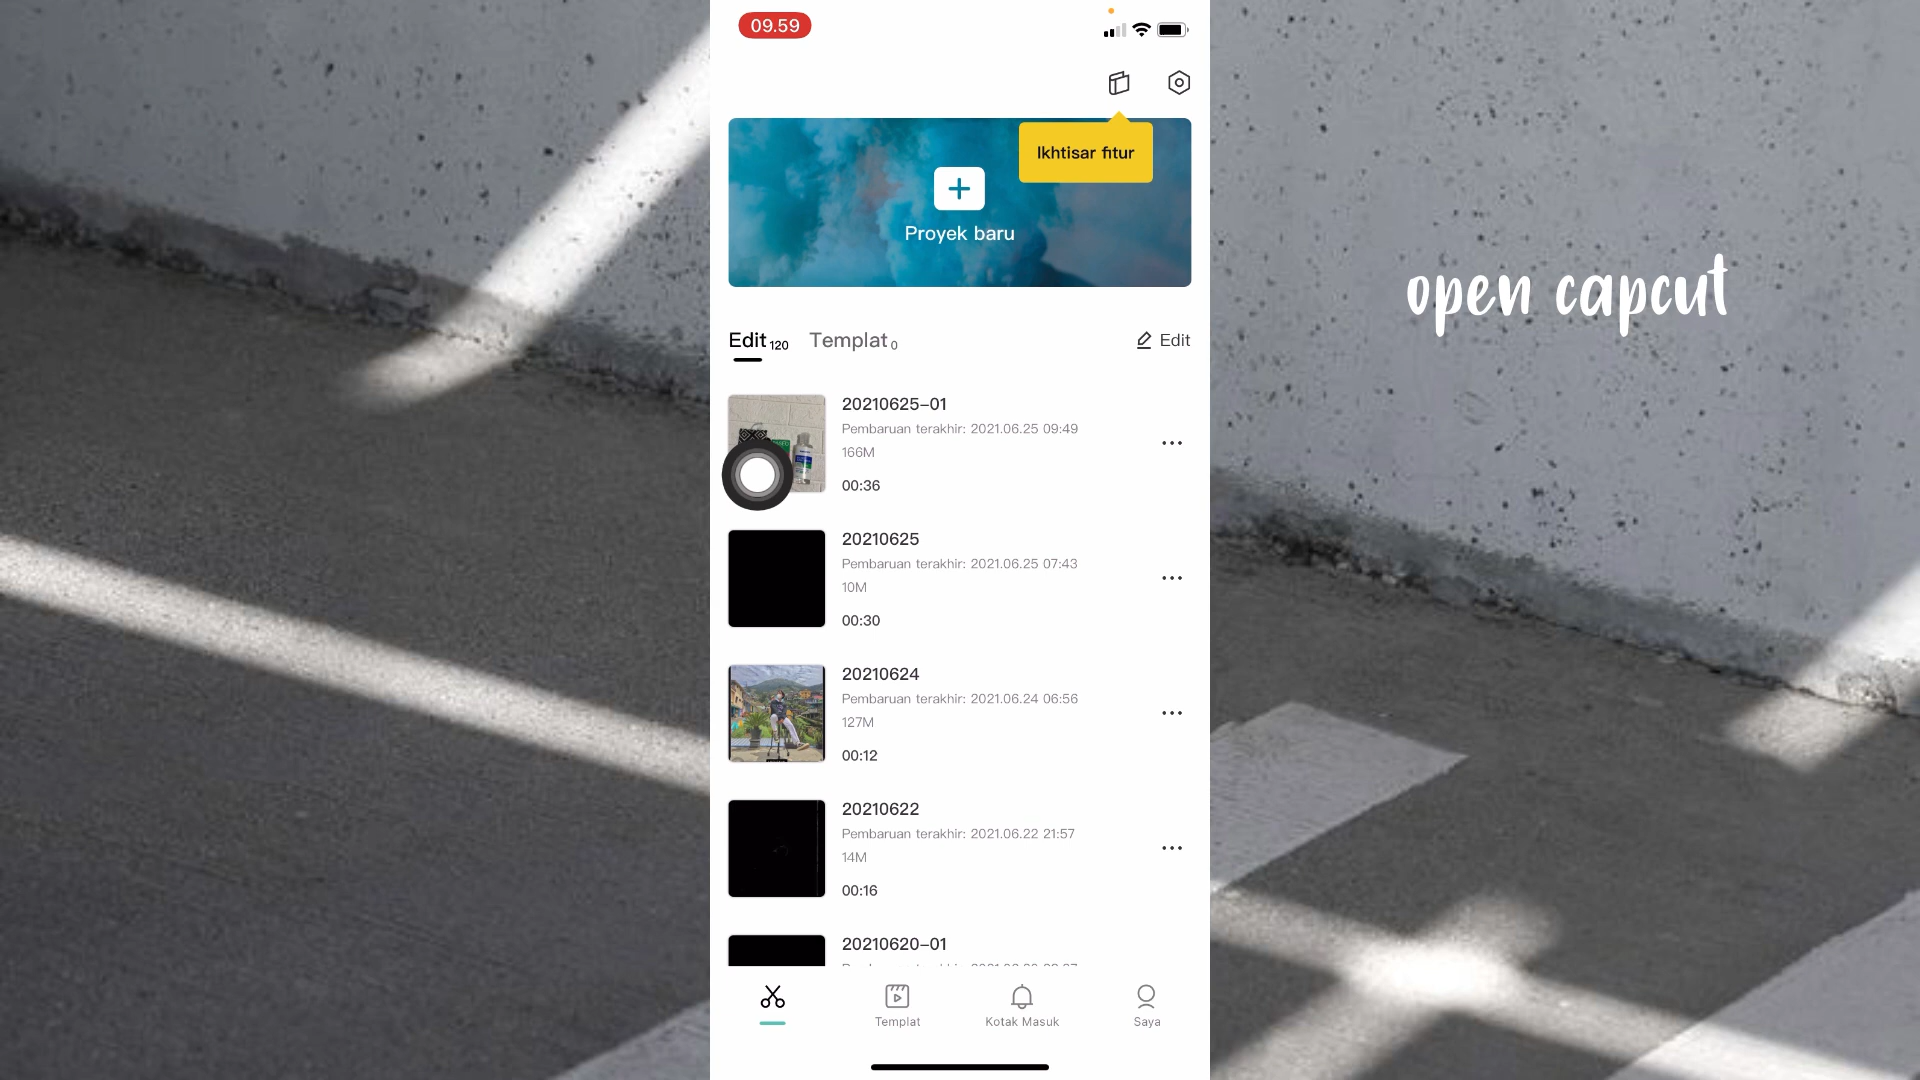 09.59
Ikhtisar fitur
Proyek baru
Edit 120
Templat 0
Edit
20210625-01
Pembaruan terakhir: 2021.06.25 09:49
166M
00:36
20210625
Pembaruan terakhir: 2021.06.25 07:43
10M
00:30
20210624
Pembaruan terakhir: 2021.06.24 06:56
127M
00:12
20210622
Pembaruan terakhir: 2021.06.22 21:57
14M
00:16
20210620-01
Templat
Kotak Masuk
Saya
open capcut